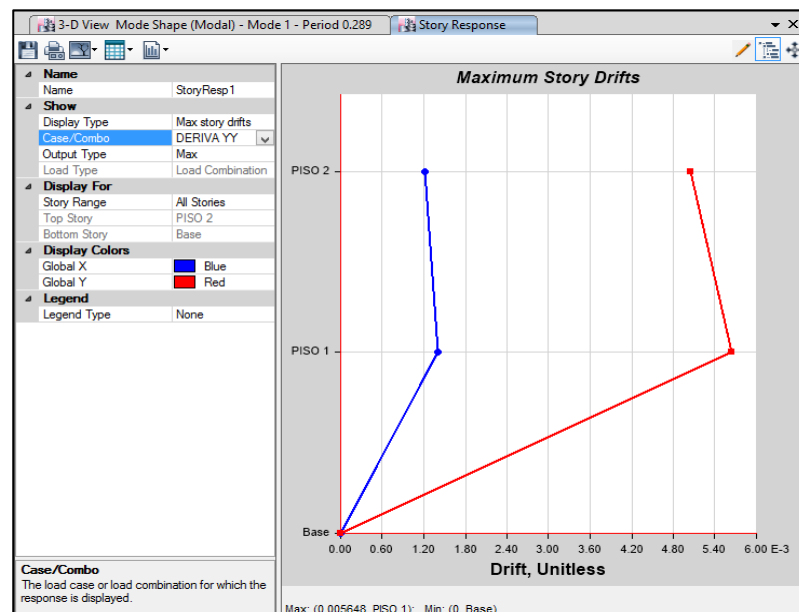 3-D View Mode Shape (Modal) - Mode 1 - Period 0.289
Story Response
Name
Name StoryResp1
Show
Display Type Max story drifts
Case/Combo DERIVA YY
Output Type Max
Load Type Load Combination
Display For
Story Range All Stories
Top Story PISO 2
Bottom Story Base
Display Colors
Global X Blue
Global Y Red
Legend
Legend Type None
Case/Combo
The load case or load combination for which the
response is displayed.
Maximum Story Drifts
PISO 2
PISO 1
Base
0.00 0.60 1.20 1.80 2.40 3.00 3.60 4.20 4.80 5.40 6.00 E-3
Drift, Unitless
Max: (0.005648, PISO 1); Min: (0, Base)